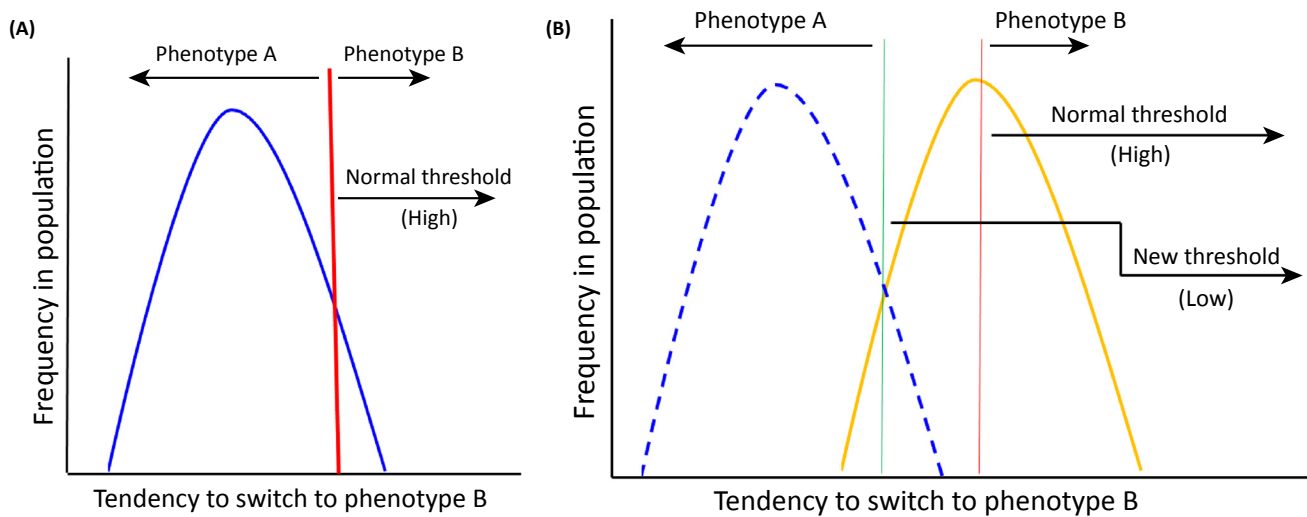 (A)
Phenotype A
Phenotype B
Normal threshold
(High)
Frequency in population
Tendency to switch to phenotype B
(B)
Phenotype A
Phenotype B
Normal threshold
(High)
New threshold
(Low)
Frequency in population
Tendency to switch to phenotype B